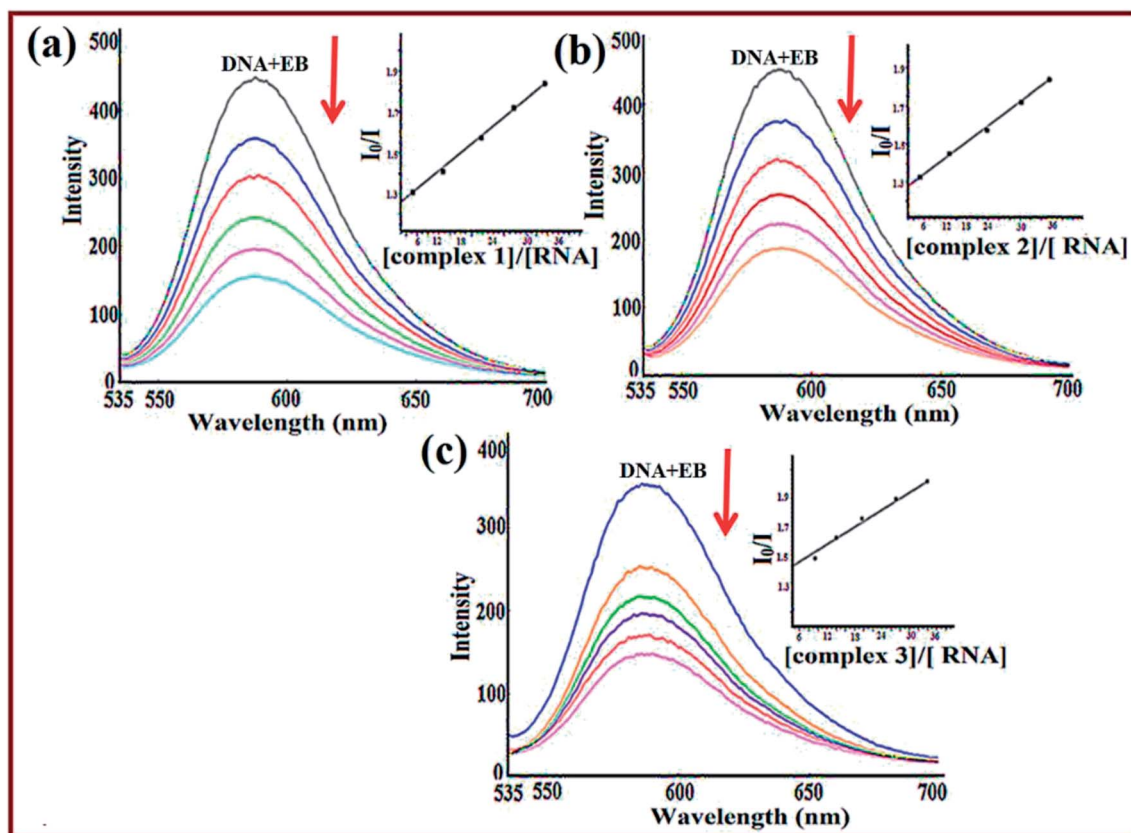 (a)
500
400
300
200
100
0
Intensity
DNA+EB
535 550 600 650 700
Wavelength (nm)
1.9
1.7
1.5
1.3
I0/I
6 12 18 24 30 36
[complex 1]/[RNA]
(b)
500
400
300
200
100
0
Intensity
DNA+EB
535 550 600 650 700
Wavelength (nm)
1.9
1.7
1.5
1.3
I0/I
6 12 24 30 36
[complex 2]/[ RNA]
(c)
400
300
200
100
0
Intensity
DNA+EB
535 550 600 650 700
Wavelength (nm)
1.9
1.7
1.5
1.3
I0/I
6 12 18 24 30 36
[complex 3]/[ RNA]